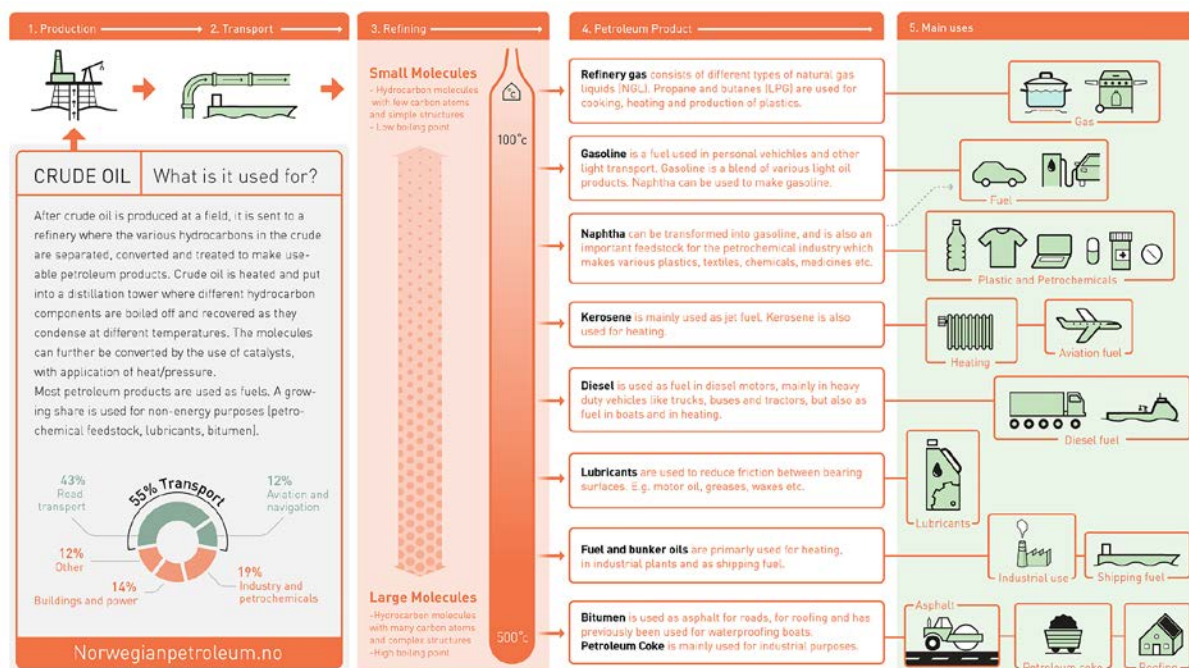 1. Production
2. Transport
3. Refining
4. Petroleum Product
5. Main uses
CRUDE OIL
What is it used for?
After crude oil is produced at a field, it is sent to a
refinery where the various hydrocarbons in the crude
are separated, converted and treated to make use-
able petroleum products. Crude oil is heated and put
into a distillation tower where different hydrocarbon
components are boiled off and recovered as they
condense at different temperatures. The molecules
can further be converted by the use of catalysts,
with application of heat/pressure.
Most petroleum products are used as fuels. A grow-
ing share is used for non-energy purposes (petro-
chemical feedstock, lubricants, bitumen).
55% Transport
43%
Road
transport
12%
Aviation and
navigation
12%
Other
14%
Buildings and power
19%
Industry and
petrochemicals
Norwegianpetroleum.no
Small Molecules
- Hydrocarbon molecules
with few carbon atoms
and simple structures
- Low boiling point
°c
100°c
Large Molecules
-Hydrocarbon molecules
with many carbon atoms
and complex structures
-High boiling point
500°c
Refinery gas consists of different types of natural gas
liquids (NGL). Propane and butanes (LPG) are used for
cooking, heating and production of plastics.
Gasoline is a fuel used in personal vehichles and other
light transport. Gasoline is a blend of various light oil
products. Naphtha can be used to make gasoline.
Naphtha can be transformed into gasoline, and is also an
important feedstock for the petrochemical industry which
makes various plastics, textiles, chemicals, medicines etc.
Kerosene is mainly used as jet fuel. Kerosene is also
used for heating.
Diesel is used as fuel in diesel motors, mainly in heavy
duty vehicles like trucks, buses and tractors, but also as
fuel in boats and in heating.
Lubricants are used to reduce friction between bearing
surfaces. E.g. motor oil, greases, waxes etc.
Fuel and bunker oils are primarly used for heating,
in industrial plants and as shipping fuel.
Bitumen is used as asphalt for roads, for roofing and has
previously been used for waterproofing boats.
Petroleum Coke is mainly used for industrial purposes.
Gas
Fuel
Plastic and Petrochemicals
Heating
Aviation fuel
Diesel fuel
Lubricants
Industrial use
Shipping fuel
Asphalt
Petroleum coke
Roofing